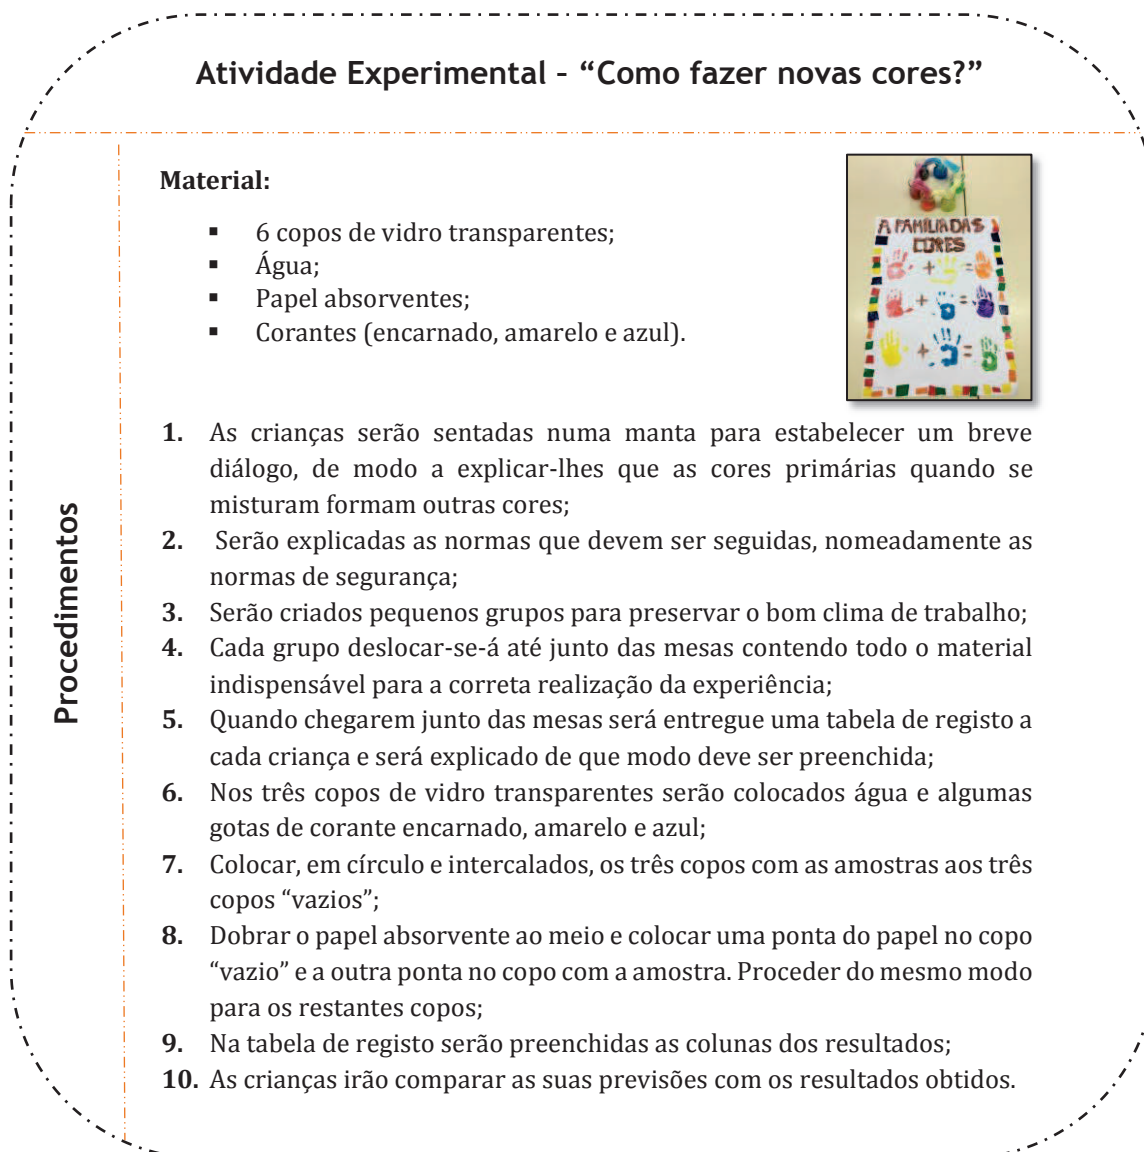 Atividade Experimental – “Como fazer novas cores?”
Procedimentos
Material:
▪ 6 copos de vidro transparentes;
▪ Água;
▪ Papel absorventes;
▪ Corantes (encarnado, amarelo e azul).
A FAMÍLIA DAS
CORES
+ =
+ =
+ =
1. As crianças serão sentadas numa manta para estabelecer um breve
diálogo, de modo a explicar-lhes que as cores primárias quando se
misturam formam outras cores;
2. Serão explicadas as normas que devem ser seguidas, nomeadamente as
normas de segurança;
3. Serão criados pequenos grupos para preservar o bom clima de trabalho;
4. Cada grupo deslocar-se-á até junto das mesas contendo todo o material
indispensável para a correta realização da experiência;
5. Quando chegarem junto das mesas será entregue uma tabela de registo a
cada criança e será explicado de que modo deve ser preenchida;
6. Nos três copos de vidro transparentes serão colocados água e algumas
gotas de corante encarnado, amarelo e azul;
7. Colocar, em círculo e intercalados, os três copos com as amostras aos três
copos “vazios”;
8. Dobrar o papel absorvente ao meio e colocar uma ponta do papel no copo
“vazio” e a outra ponta no copo com a amostra. Proceder do mesmo modo
para os restantes copos;
9. Na tabela de registo serão preenchidas as colunas dos resultados;
10. As crianças irão comparar as suas previsões com os resultados obtidos.